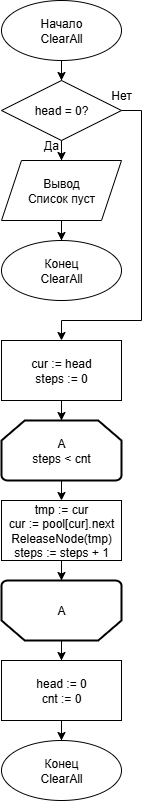 Начало
ClearAll
head = 0?
Нет
Да
Вывод
Список пуст
Конец
ClearAll
cur := head
steps := 0
A
steps < cnt
tmp := cur
cur := pool[cur].next
ReleaseNode(tmp)
steps := steps + 1
A
head := 0
cnt := 0
Конец
ClearAll